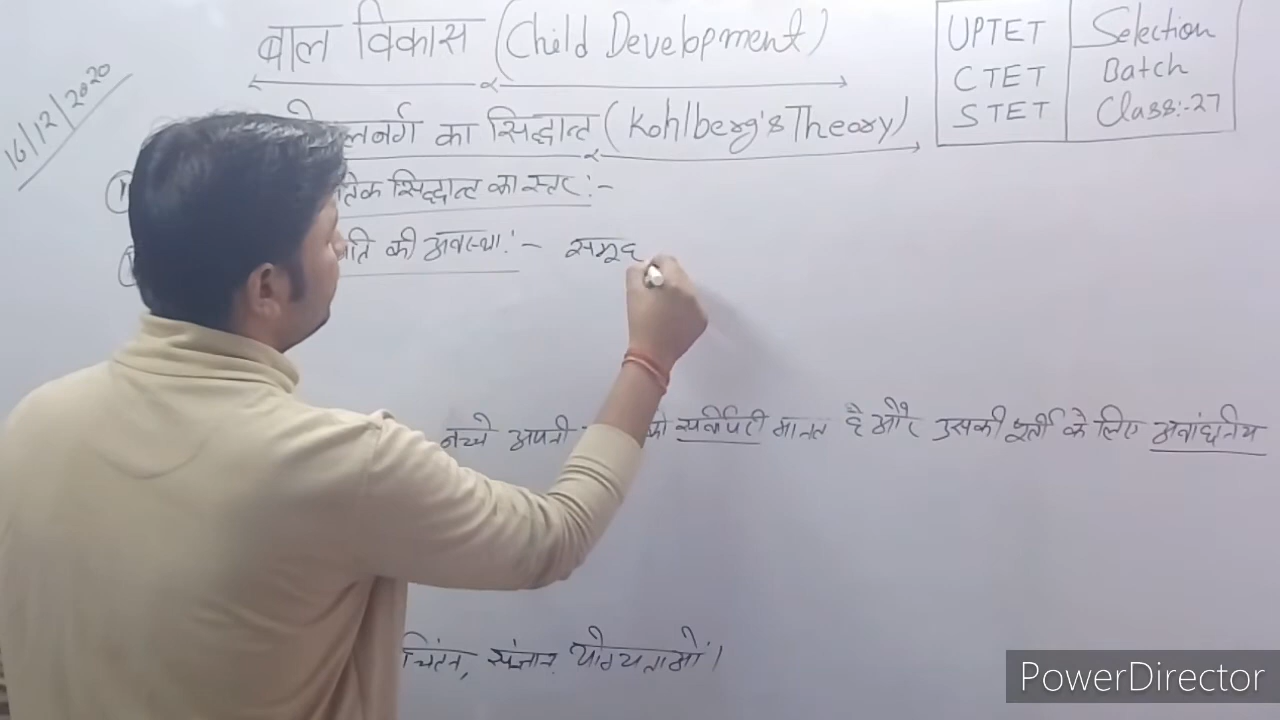 16/12/2020
बाल विकास (Child Development)
UPTET Selection
CTET Batch
STET Class:-27
का सिद्धान्त (Kohlberg's Theory)
सिद्धान्त का स्तर:-
की अवस्था:- समूह
बच्चे अपनी को सर्वोपरी मानते है और उसकी पूर्ती के लिए अवांछनीय
चिंतन, संज्ञान योग्यताओं।
PowerDirector